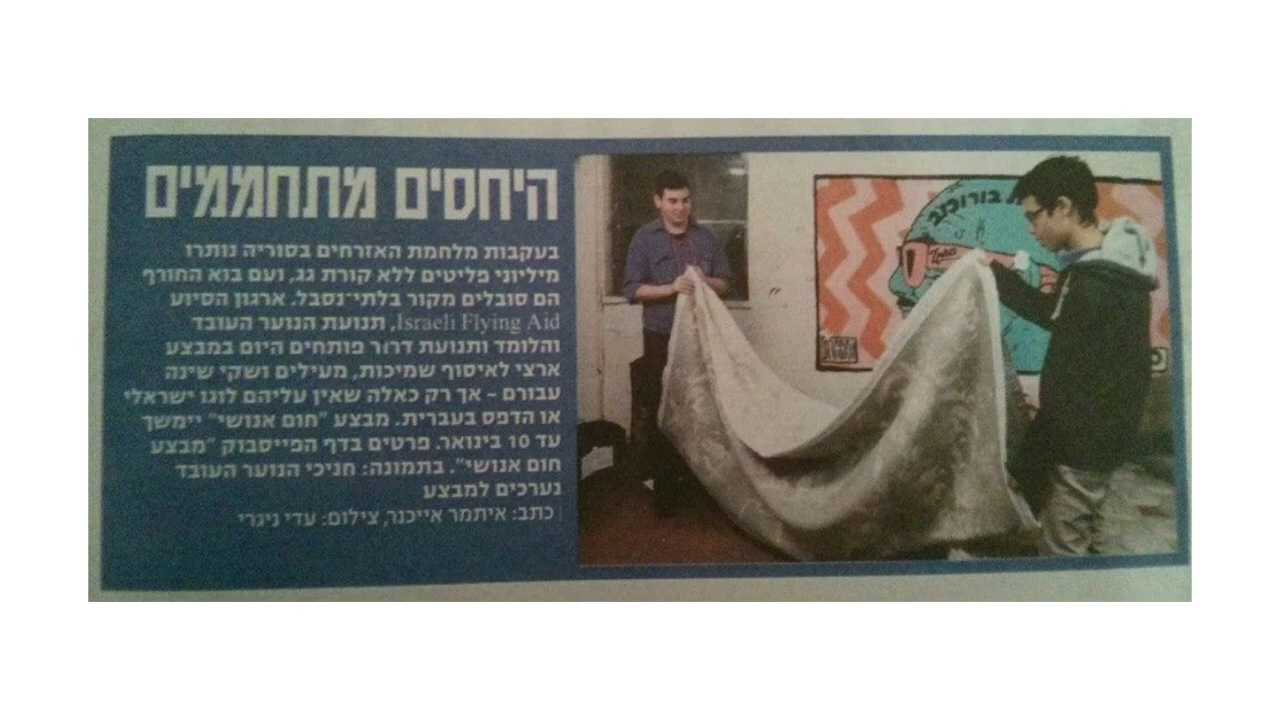 היחסים מתחממים
בעקבות מלחמת האזרחים בסוריה נותרו
מיליוני פליטים ללא קורת גג, ועם בוא החורף
הם סובלים מקור בלתי־נסבל. ארגון הסיוע
Israeli Flying Aid, תנועת הנוער העובד
והלומד ותנועת דרור פותחים היום במבצע
ארצי לאיסוף שמיכות, מעילים ושקי שינה
עבורם – אך רק כאלה שאין עליהם לוגו ישראלי
או הדפס בעברית. מבצע "חום אנושי" יימשך
עד 10 בינואר. פרטים בדף הפייסבוק "מבצע
חום אנושי". בתמונה: חניכי הנוער העובד
נערכים למבצע
כתב: איתמר אייכנר, צילום: עדי ניגרי
בורוכוב